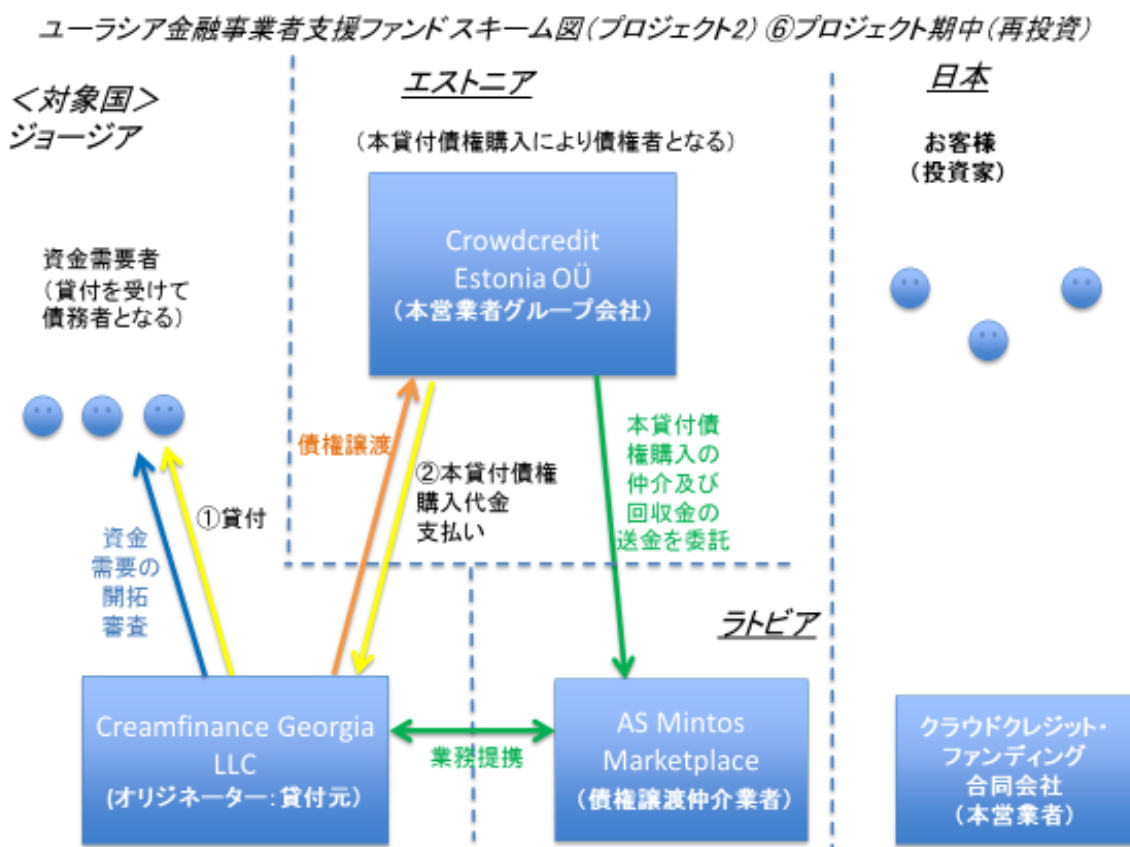 ユーラシア金融事業者支援ファンドスキーム図(プロジェクト2) ⑥プロジェクト期中(再投資)
＜対象国＞
ジョージア
エストニア
日本
(本貸付債権購入により債権者となる)
お客様
(投資家)
Crowdcredit
Estonia OÜ
(本営業者グループ会社)
資金需要者
(貸付を受けて
債務者となる)
債権譲渡
②本貸付債権
購入代金
支払い
本貸付債
権購入の
仲介及び
回収金の
送金を委託
①貸付
資金
需要の
開拓
審査
ラトビア
Creamfinance Georgia
LLC
(オリジネーター:貸付元)
業務提携
AS Mintos
Marketplace
(債権譲渡仲介業者)
クラウドクレジット・
ファンディング
合同会社
(本営業者)